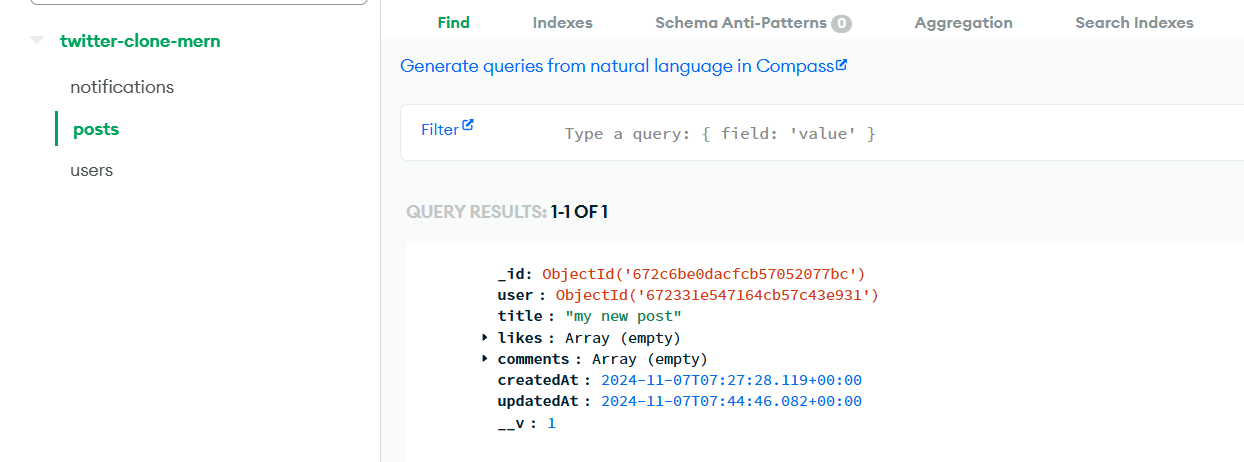 twitter-clone-mern
notifications
posts
users
Find Indexes Schema Anti-Patterns 0 Aggregation Search Indexes
Generate queries from natural language in Compass
Filter Type a query: { field: 'value' }
QUERY RESULTS: 1-1 OF 1
_id: ObjectId('672c6be0dacfcb57052077bc')
user : ObjectId('672331e547164cb57c43e931')
title : "my new post"
likes : Array (empty)
comments : Array (empty)
createdAt : 2024-11-07T07:27:28.119+00:00
updatedAt : 2024-11-07T07:44:46.082+00:00
__v : 1